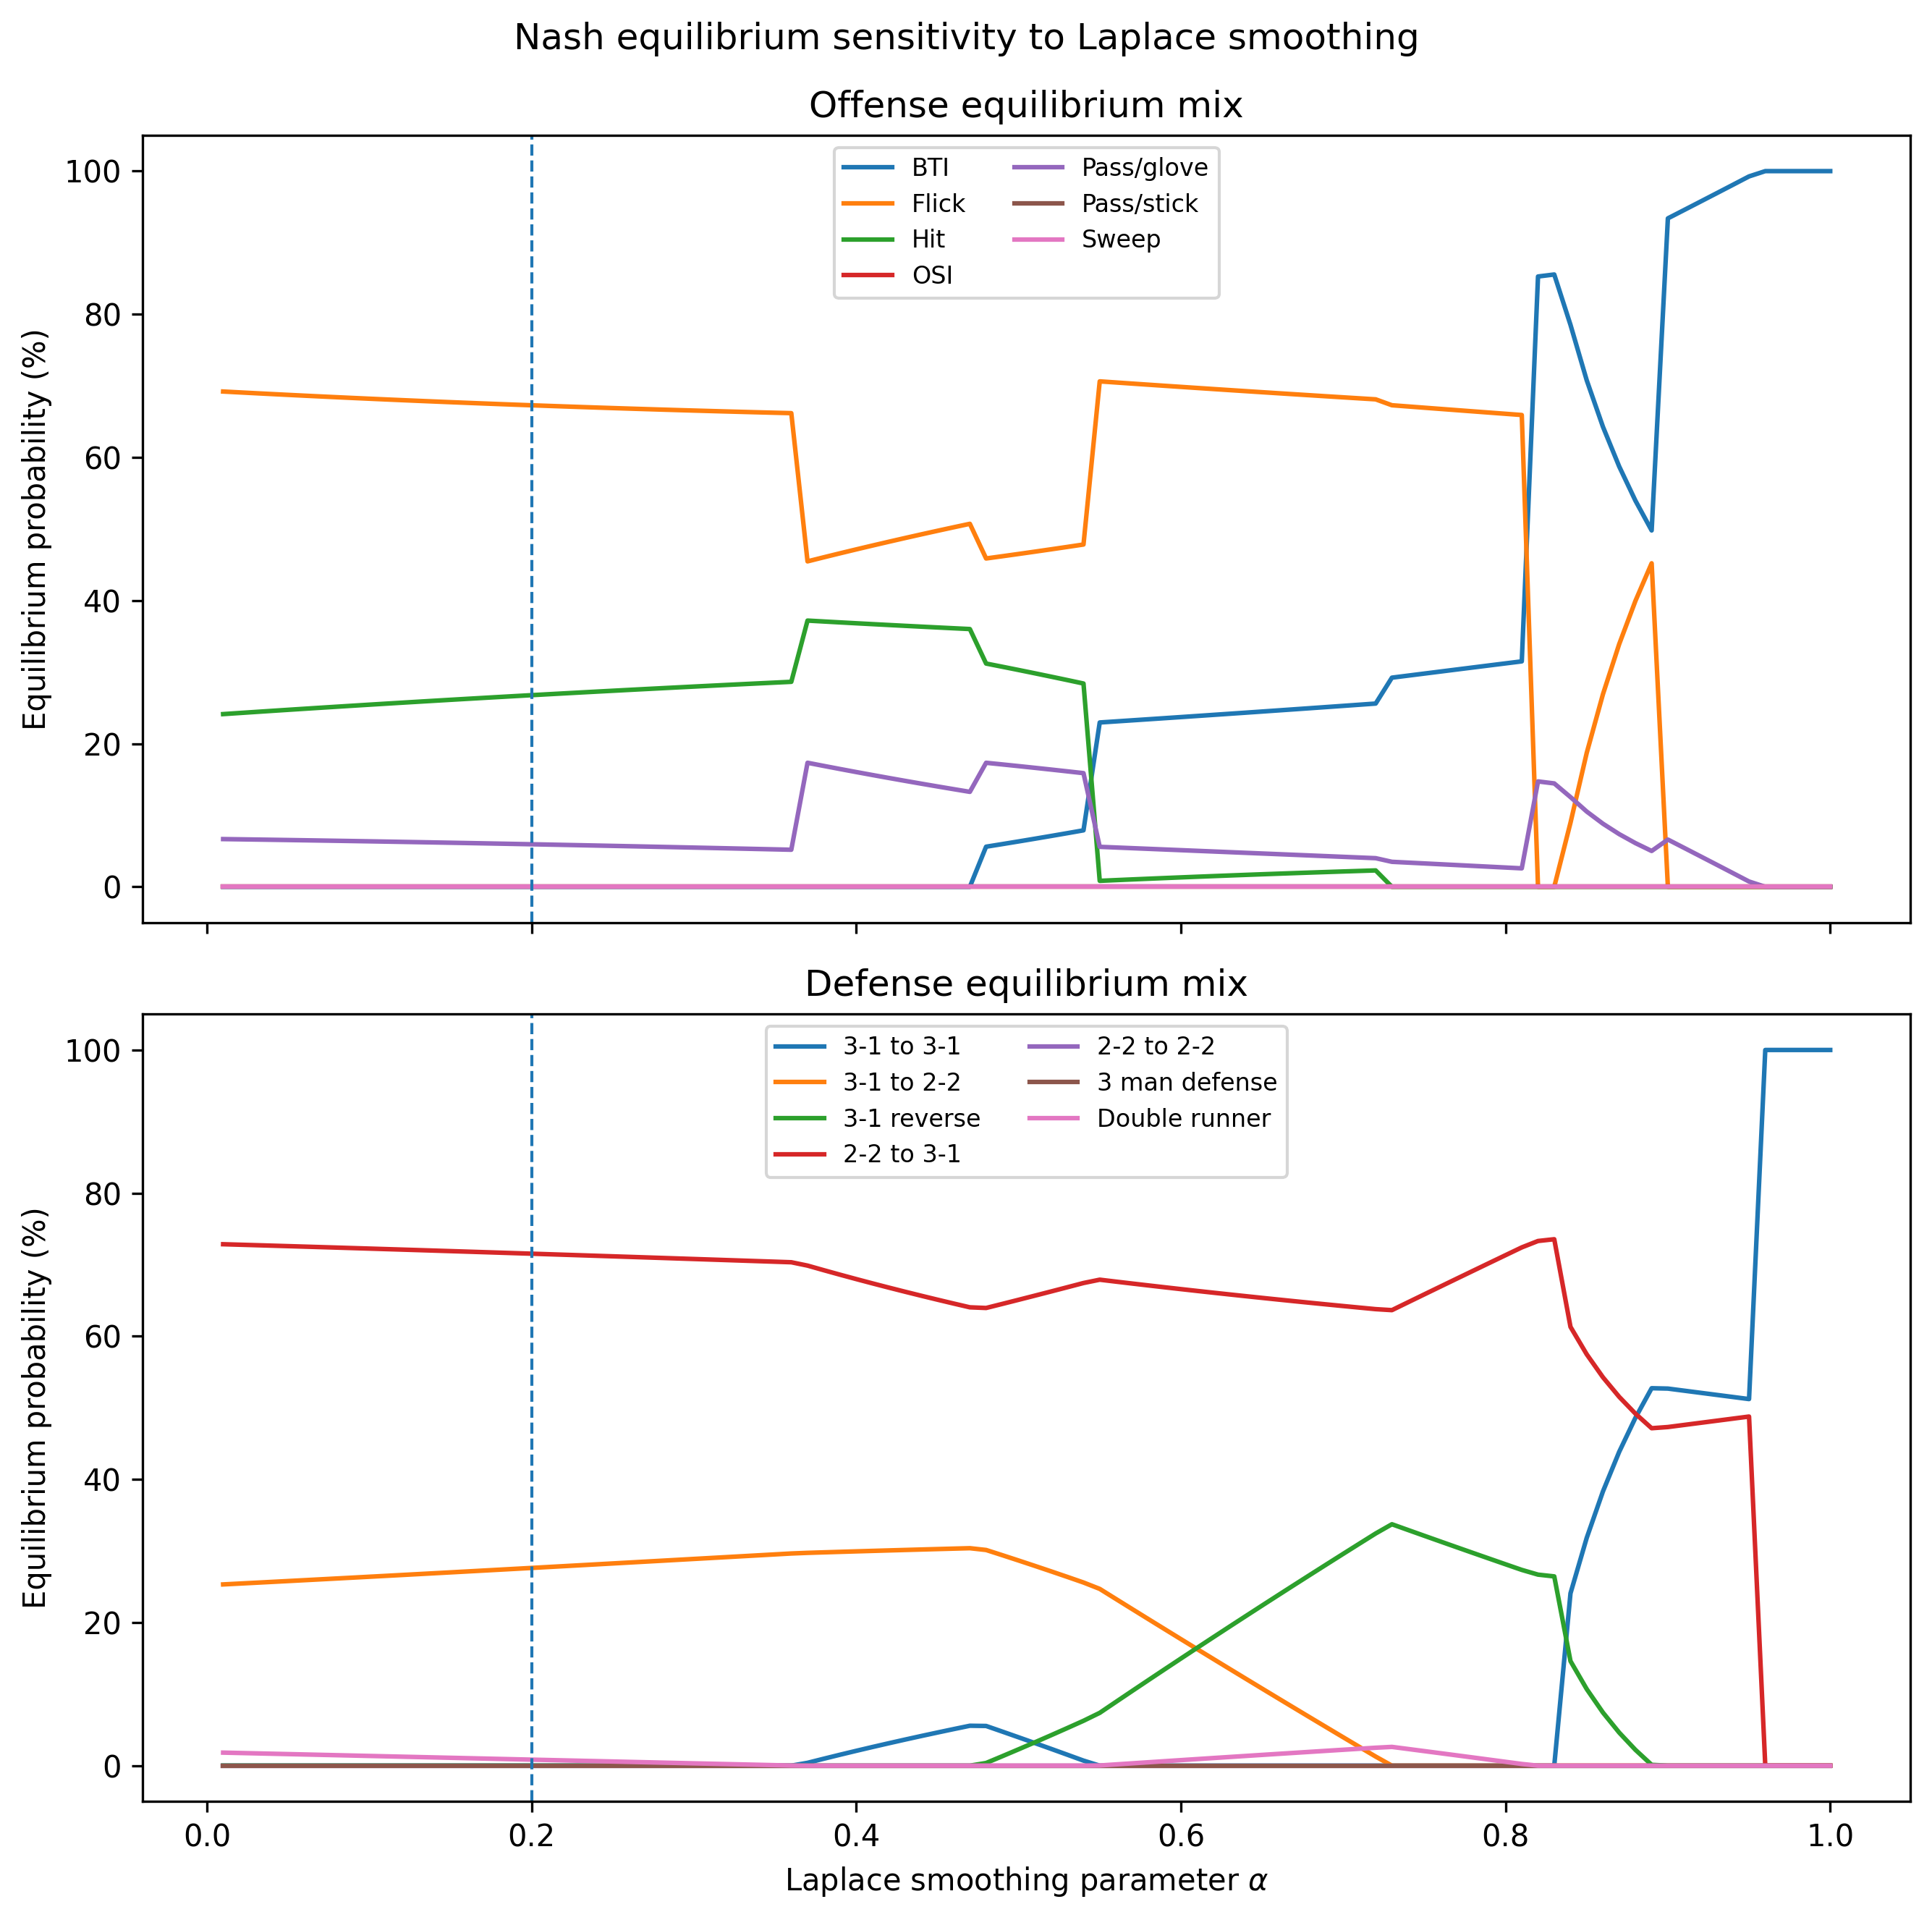 Nash equilibrium sensitivity to Laplace smoothing
Offense equilibrium mix
Equilibrium probability (%)
100
80
60
40
20
0
BTI
Flick
Hit
OSI
Pass/glove
Pass/stick
Sweep
Defense equilibrium mix
Equilibrium probability (%)
100
80
60
40
20
0
3-1 to 3-1
3-1 to 2-2
3-1 reverse
2-2 to 3-1
2-2 to 2-2
3 man defense
Double runner
0.0
0.2
0.4
0.6
0.8
1.0
Laplace smoothing parameter α